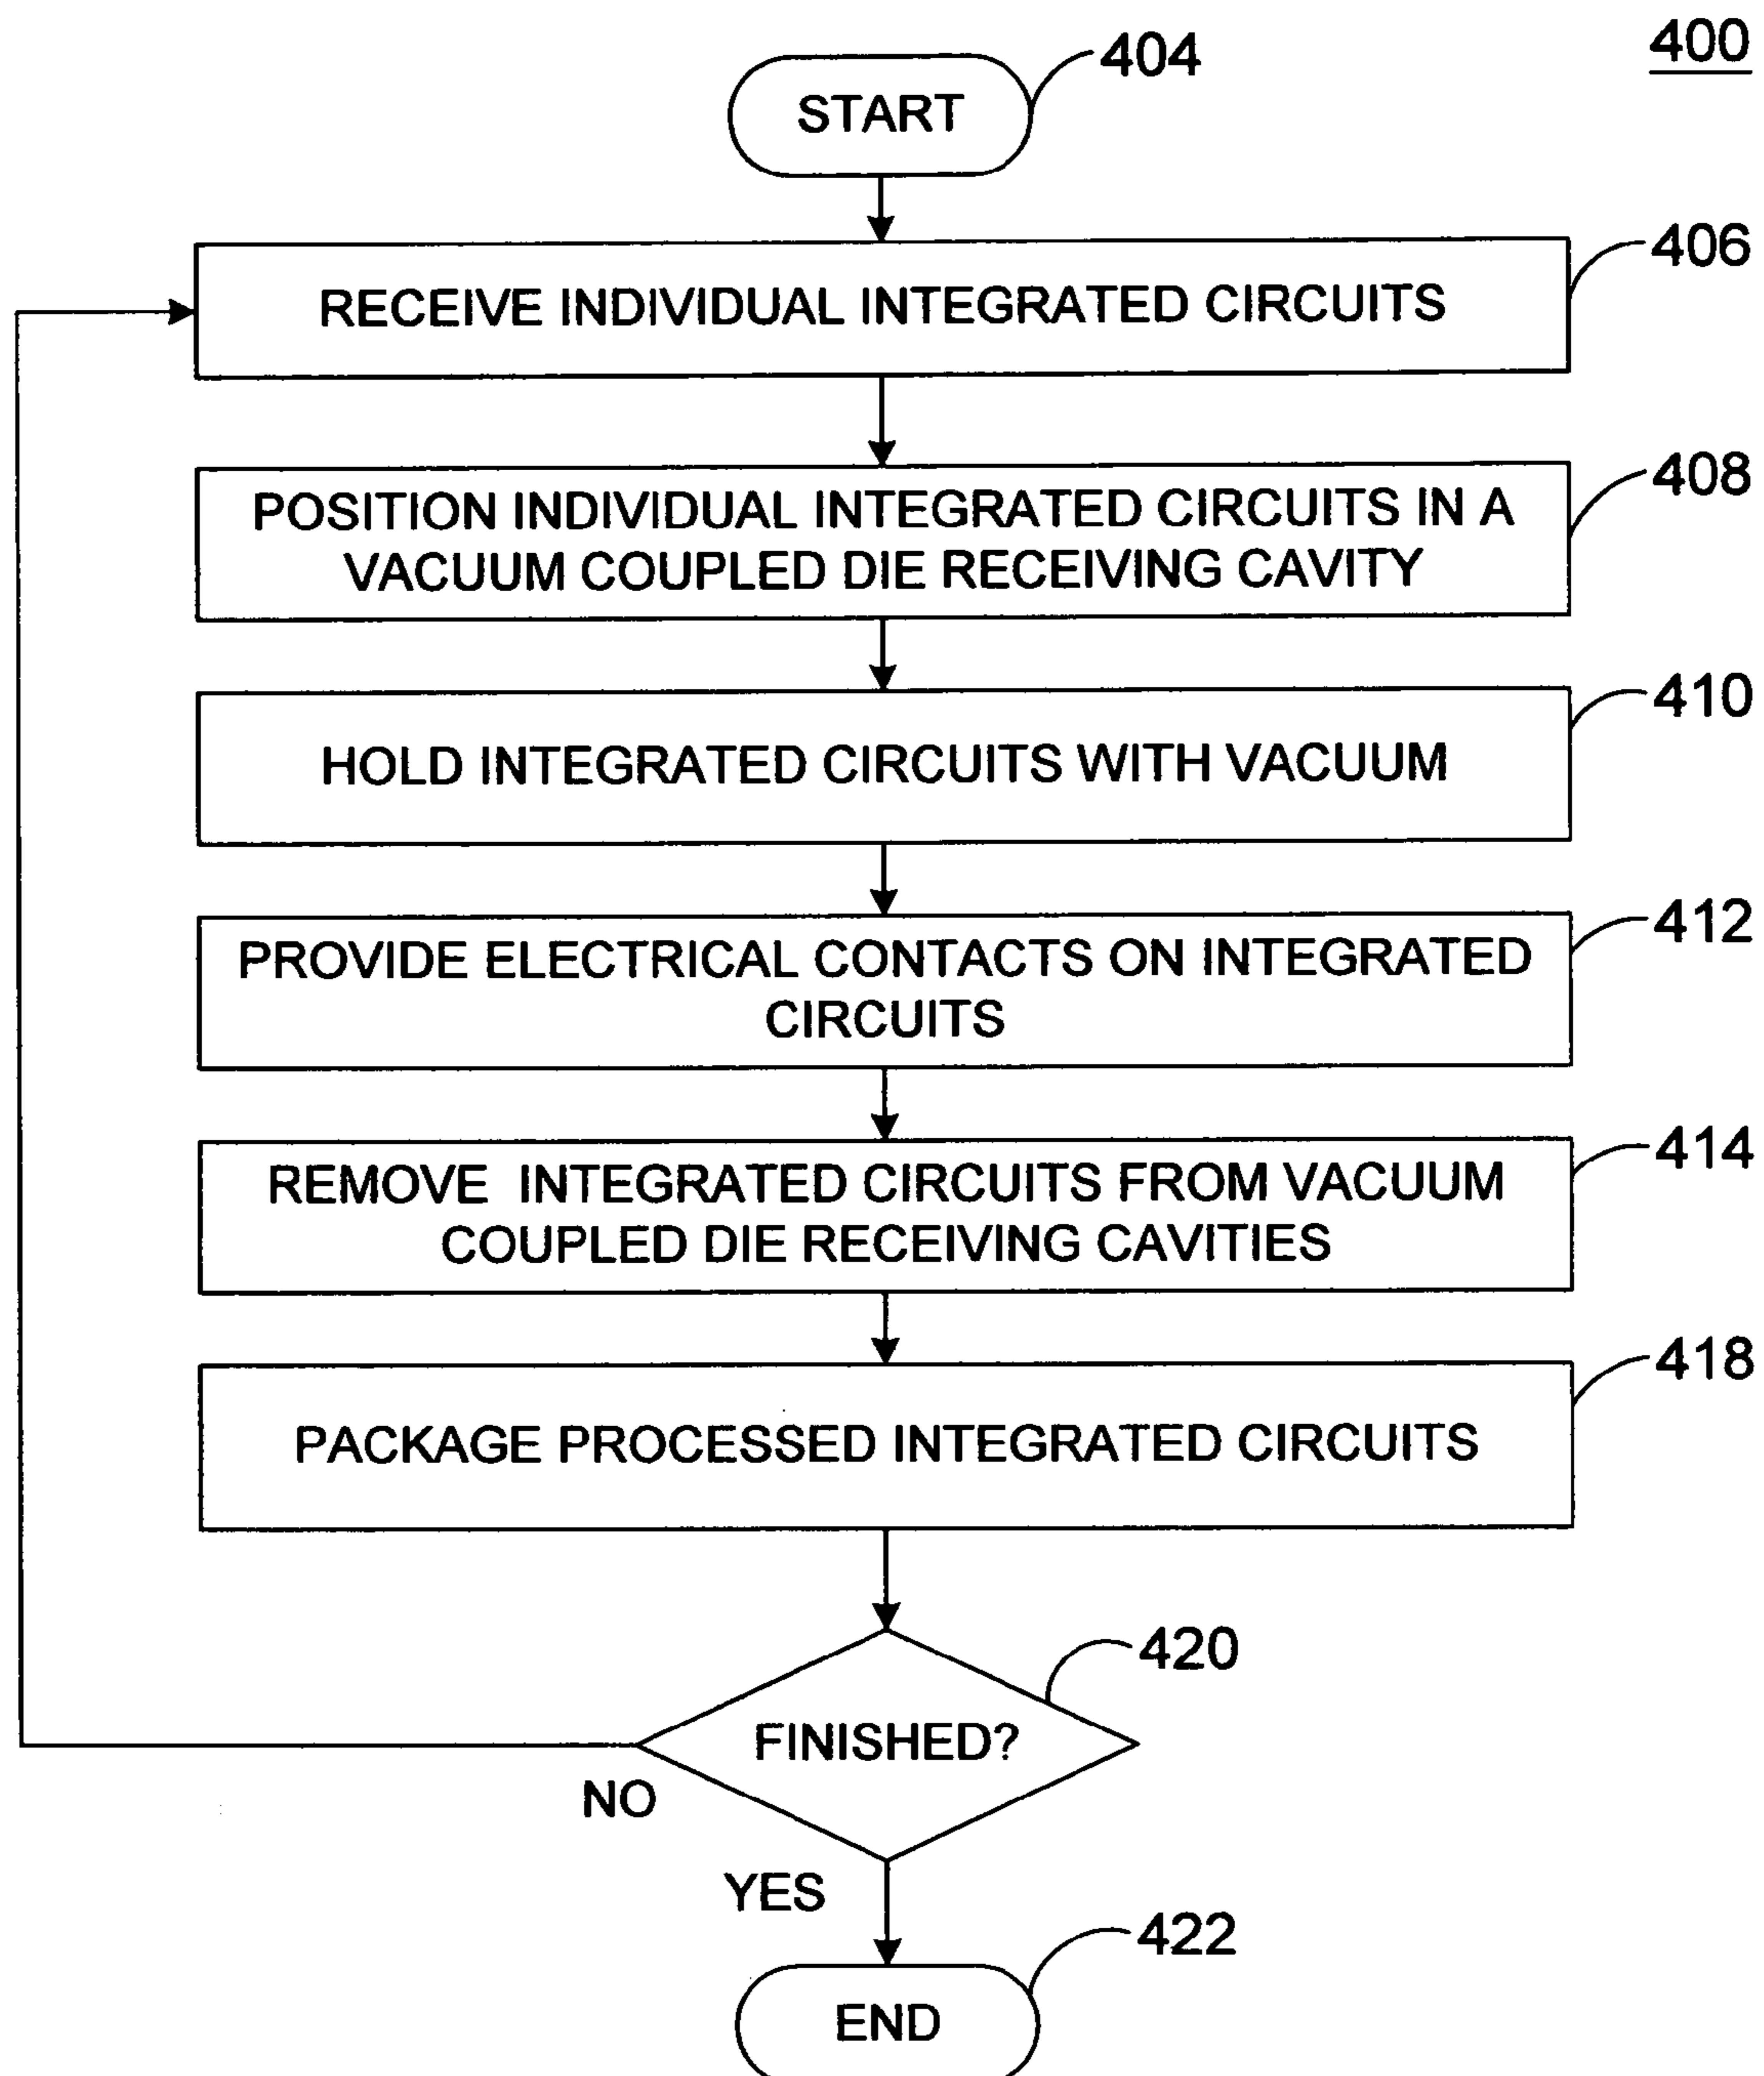 400
404
START
406
RECEIVE INDIVIDUAL INTEGRATED CIRCUITS
408
POSITION INDIVIDUAL INTEGRATED CIRCUITS IN A
VACUUM COUPLED DIE RECEIVING CAVITY
410
HOLD INTEGRATED CIRCUITS WITH VACUUM
412
PROVIDE ELECTRICAL CONTACTS ON INTEGRATED
CIRCUITS
414
REMOVE INTEGRATED CIRCUITS FROM VACUUM
COUPLED DIE RECEIVING CAVITIES
418
PACKAGE PROCESSED INTEGRATED CIRCUITS
420
FINISHED?
NO
YES
422
END